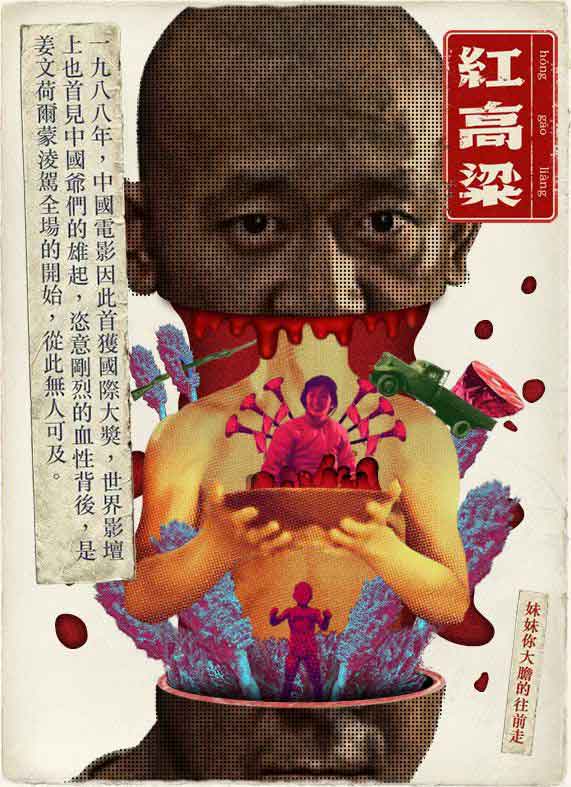 一九八八年，中國電影因此首獲國際大獎，世界影壇
上也首見中國爺們的雄起，恣意剛烈的血性背後，是
姜文荷爾蒙淩駕全場的開始，從此無人可及。
紅高粱
hóng gāo liáng
妹妹你大膽的往前走